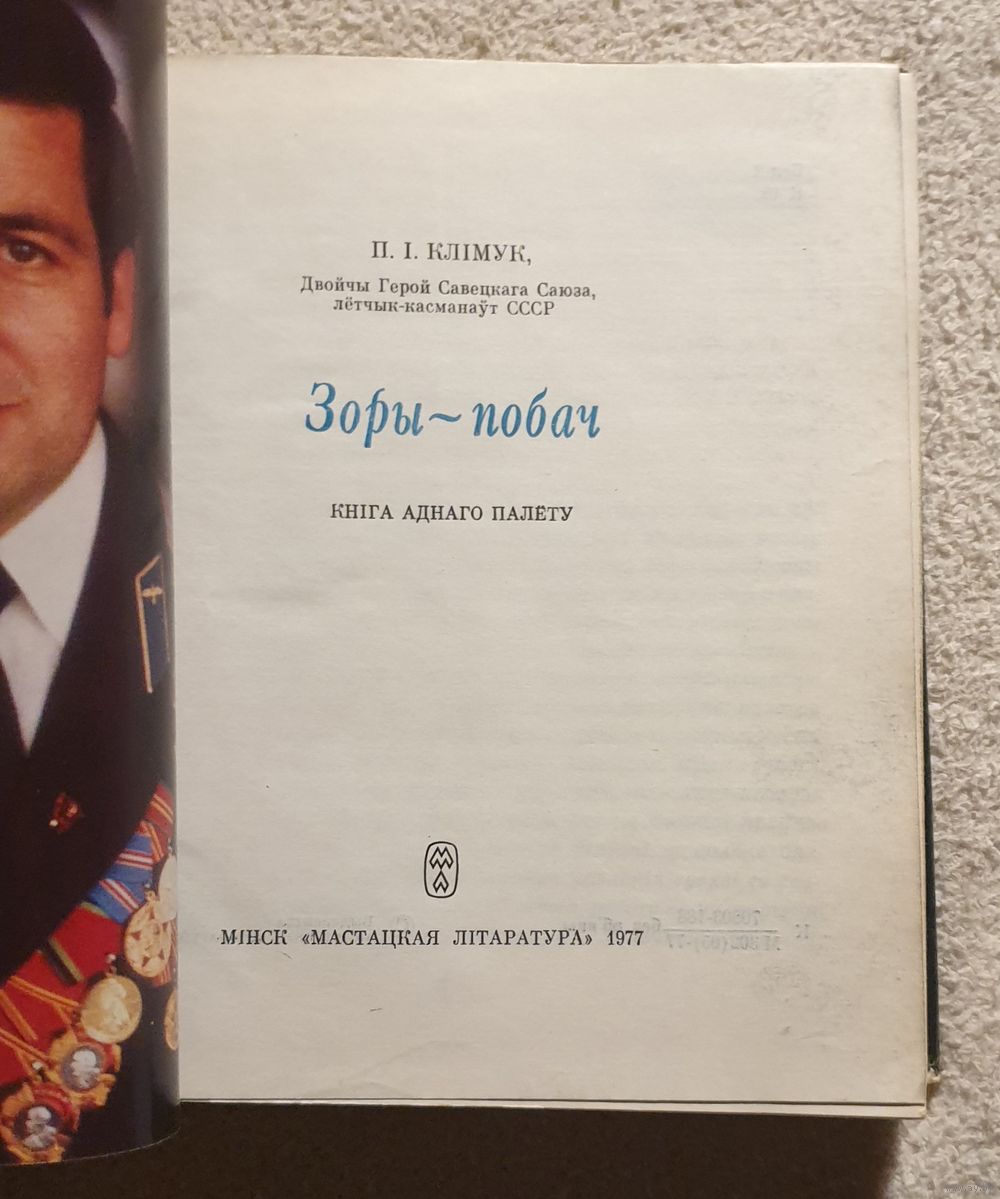 П. І. КЛІМУК,
Двойчы Герой Савецкага Саюза,
лётчык-касманаўт СССР
Зоры~побач
КНІГА АДНАГО ПАЛЁТУ
МІНСК «МАСТАЦКАЯ ЛІТАРАТУРА» 1977